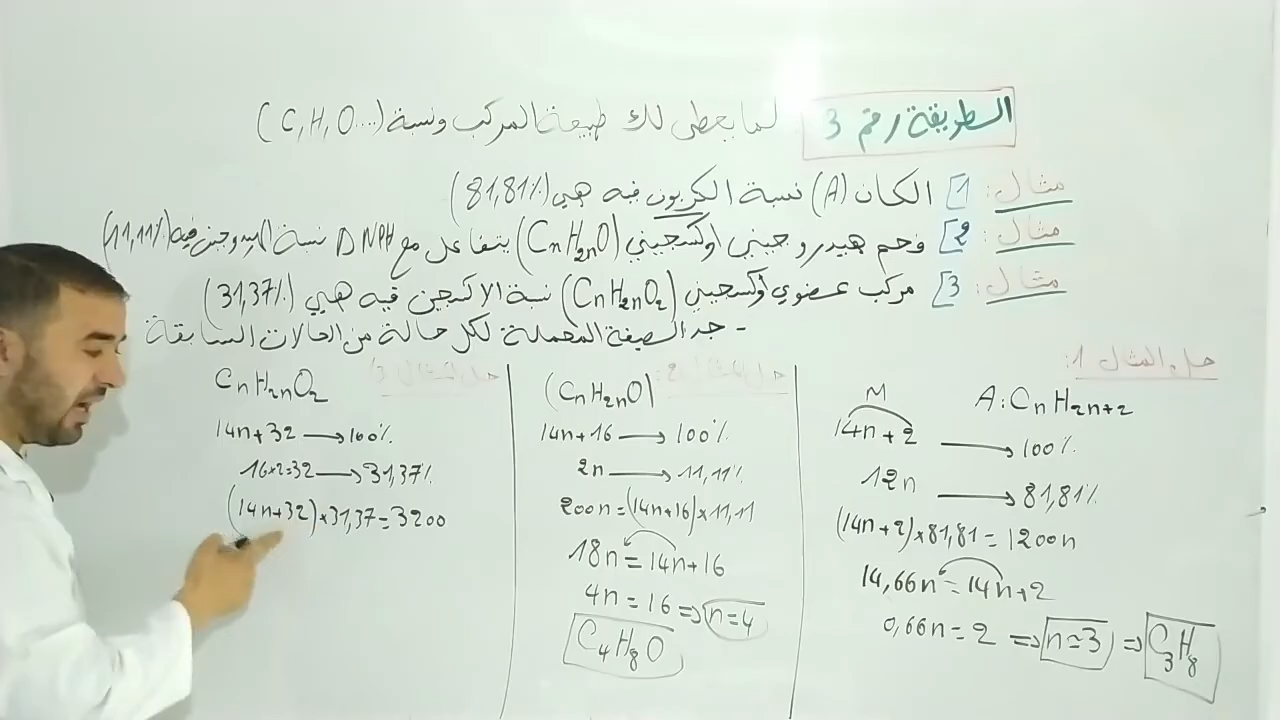 الطريقة رقم 3 لما يعطى لك طبيعة المركب ونسبة (C,H,O...)
مثال: 1] الكان (A) نسبة الكربون فيه هي (81,81%)
مثال: 2] فحم هيدروجيني أوكسجيني (CnH2nO) يتفاعل مع DNPH نسبة الهيدروجين فيه (11,11%)
مثال: 3] مركب عضوي أوكسجيني (CnH2nO2) نسبة الاكسجين فيه هي (31,37%)
- جد الصيغة المجملة لكل حالة من الحالات السابقة
حل المثال 1:
A: CnH2n+2
M
14n+2 → 100%
12n → 81,81%
(14n+2)×81,81=1200n
14,66n=14n+2
0,66n=2 ⇒ n=3 ⇒ C3H8
حل المثال 2:
(CnH2nO)
14n+16 → 100%
2n → 11,11%
200n=(14n+16)×11,11
18n=14n+16
4n=16 ⇒ n=4
C4H8O
حل المثال 3
CnH2nO2
14n+32 → 100%
16×2=32 → 31,37%
(14n+32)×31,37=3200